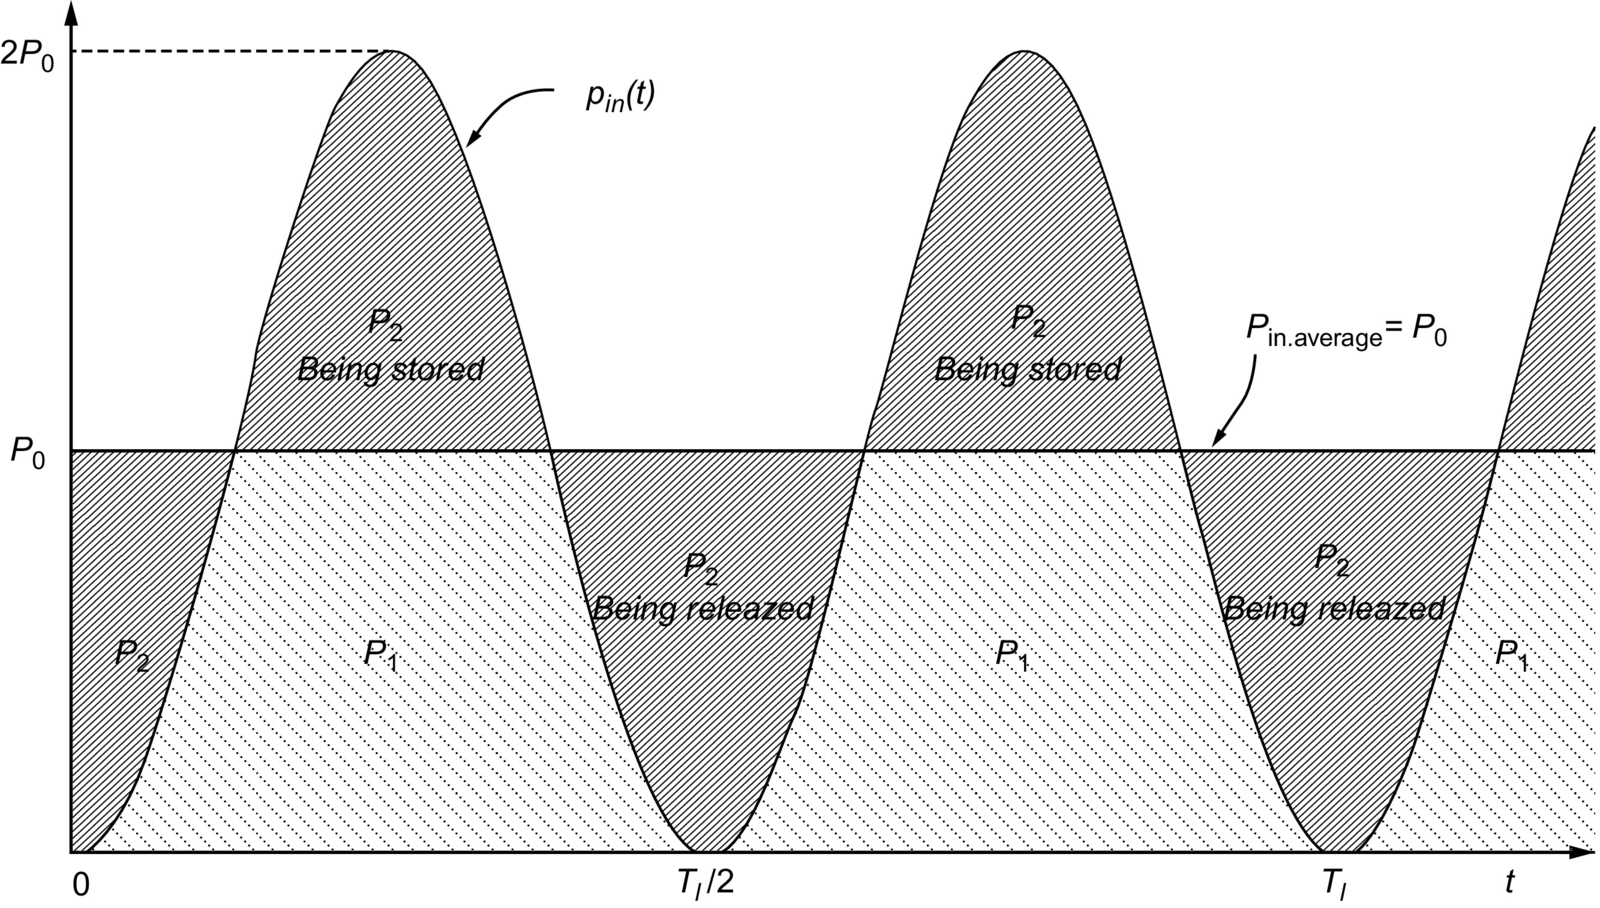 2P0
pin(t)
P2
Being stored
P2
Being stored
Pin.average= P0
P0
P2
Being releazed
P2
Being releazed
P2
P1
P1
P1
0
Tl/2
Tl
t